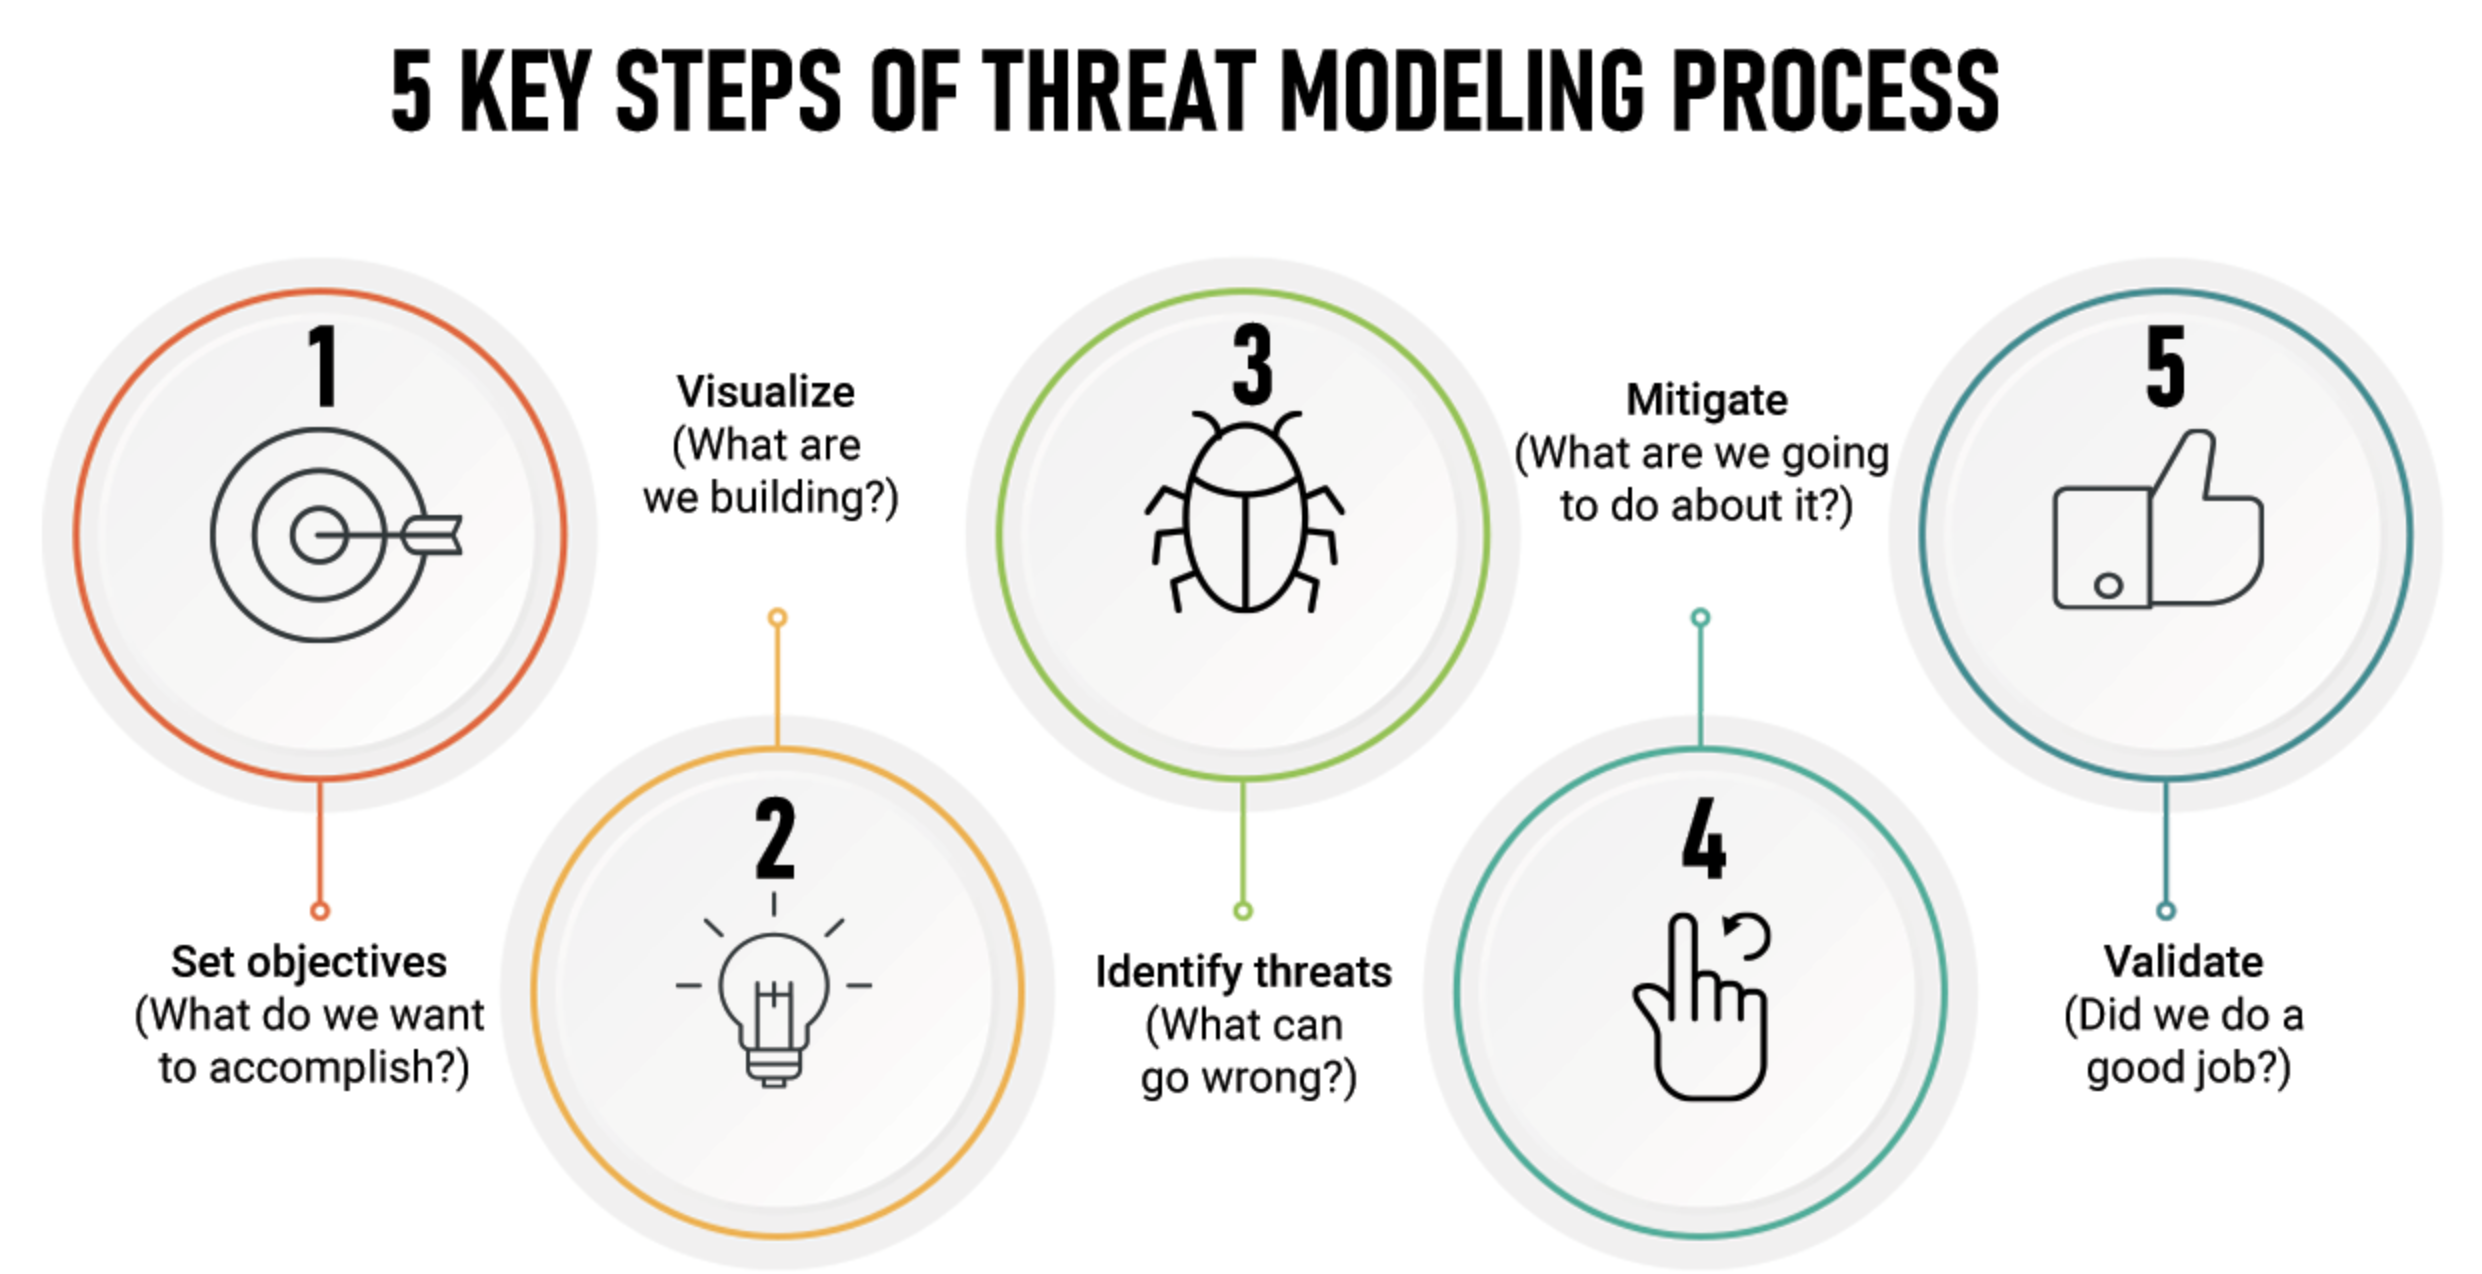 5 KEY STEPS OF THREAT MODELING PROCESS
1
Set objectives
(What do we want
to accomplish?)
2
Visualize
(What are
we building?)
3
Identify threats
(What can
go wrong?)
4
Mitigate
(What are we going
to do about it?)
5
Validate
(Did we do a
good job?)